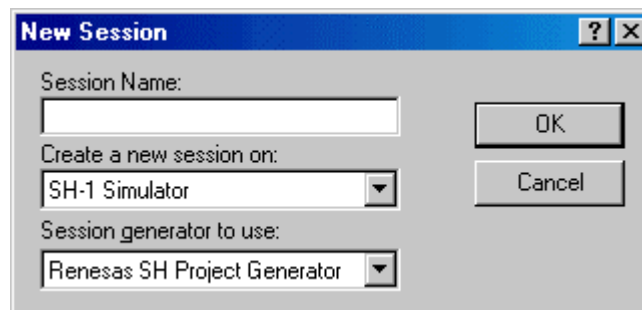 New Session
Session Name:
OK
Create a new session on:
SH-1 Simulator
Cancel
Session generator to use:
Renesas SH Project Generator